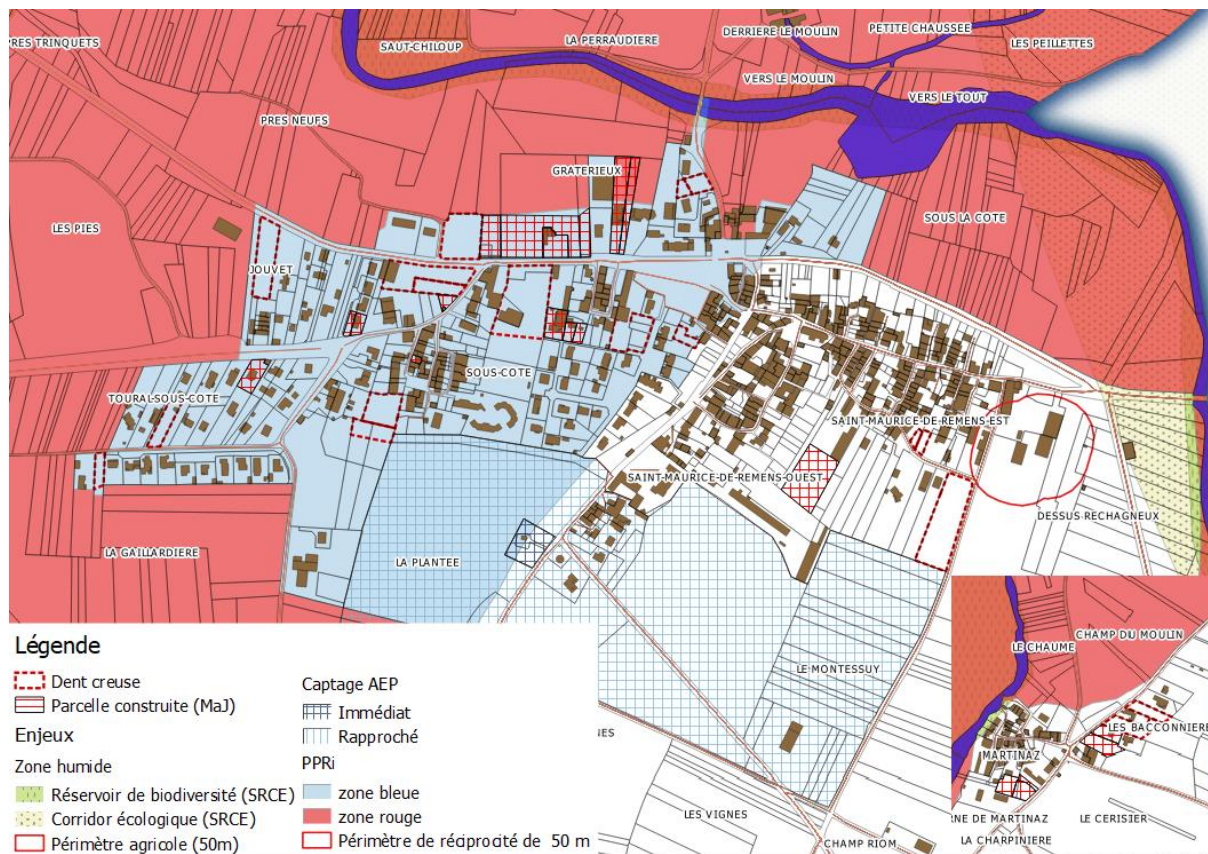 PRES TRINQUETS
SAUT-CHILOUP
LA PERRAUDIERE
DERRIERE LE MOULIN
PETITE CHAUSSEE
LES PEILLETTES
VERS LE MOULIN
VERS LE TOUT
PRES NEUFS
GRATERIEUX
LES PIES
SOUS LA COTE
JOUVET
SOUS-COTE
TOURAL-SOUS-COTE
SAINT-MAURICE-DE-REMENS-EST
SAINT-MAURICE-DE-REMENS-OUEST
DESSUS RECHAGNEUX
LA GAILLARDIERE
LA PLANTEE
LE MONTESSUY
NES
LES VIGNES
CHAMP RIOM
CHAMP DU MOULIN
LE CHAUME
LES BACCONNIERE
MARTINAZ
RNE DE MARTINAZ
LE CERISIER
LA CHARPINIERE
Légende
Dent creuse
Parcelle construite (MaJ)
Enjeux
Zone humide
Réservoir de biodiversité (SRCE)
Corridor écologique (SRCE)
Périmètre agricole (50m)
Captage AEP
Immédiat
Rapproché
PPRi
zone bleue
zone rouge
Périmètre de réciprocité de 50 m